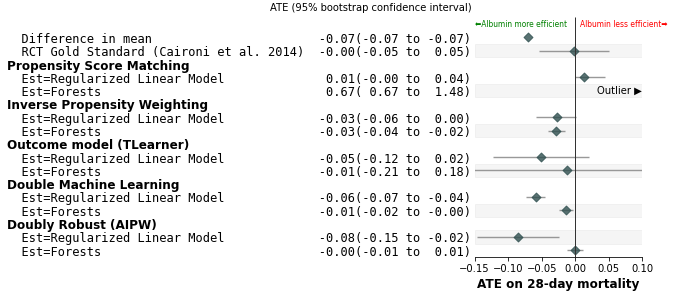 ATE (95% bootstrap confidence interval)
⬅Albumin more efficient Albumin less efficient➡
Difference in mean -0.07(-0.07 to -0.07)
RCT Gold Standard (Caironi et al. 2014) -0.00(-0.05 to 0.05)
Propensity Score Matching
Est=Regularized Linear Model 0.01(-0.00 to 0.04)
Est=Forests 0.67( 0.67 to 1.48) Outlier ▶
Inverse Propensity Weighting
Est=Regularized Linear Model -0.03(-0.06 to 0.00)
Est=Forests -0.03(-0.04 to -0.02)
Outcome model (TLearner)
Est=Regularized Linear Model -0.05(-0.12 to 0.02)
Est=Forests -0.01(-0.21 to 0.18)
Double Machine Learning
Est=Regularized Linear Model -0.06(-0.07 to -0.04)
Est=Forests -0.01(-0.02 to -0.00)
Doubly Robust (AIPW)
Est=Regularized Linear Model -0.08(-0.15 to -0.02)
Est=Forests -0.00(-0.01 to 0.01)
−0.15 −0.10 −0.05 0.00 0.05 0.10
ATE on 28-day mortality